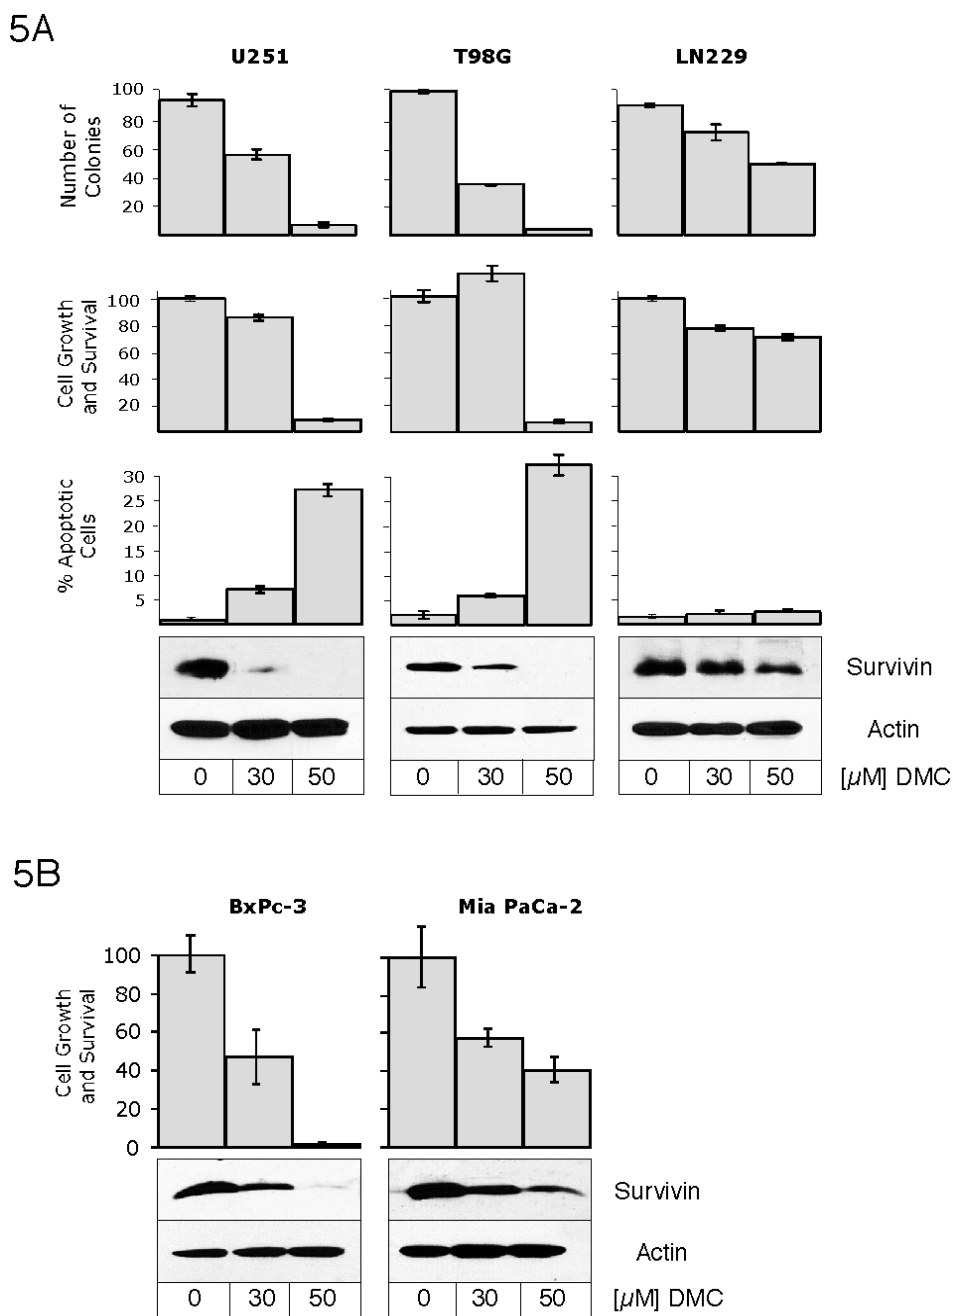 5A
U251 T98G LN229
Number of
Colonies
100
80
60
40
20
Cell Growth
and Survival
100
80
60
40
20
% Apoptotic
Cells
30
25
20
15
10
5
Survivin
Actin
0 30 50 0 30 50 0 30 50 [µM] DMC
5B
BxPc-3 Mia PaCa-2
Cell Growth
and Survival
100
80
60
40
20
0
Survivin
Actin
0 30 50 0 30 50 [µM] DMC